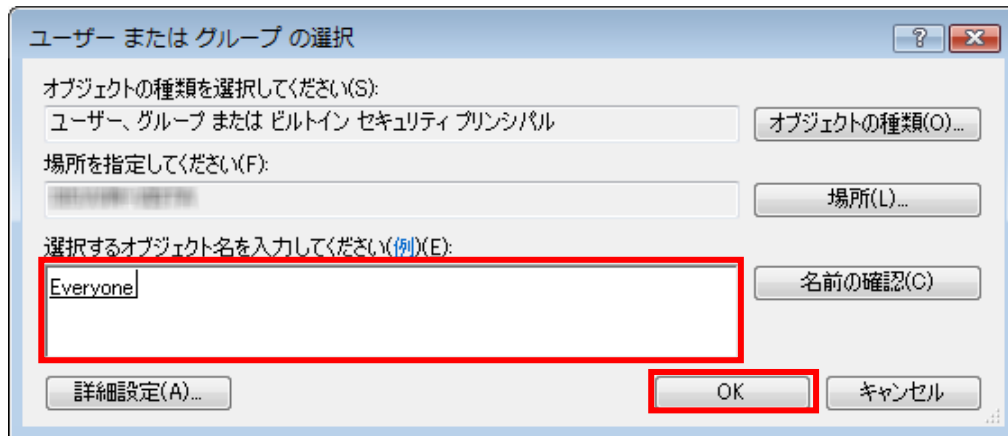 ユーザー または グループ の選択
オブジェクトの種類を選択してください(S):
ユーザー、グループ または ビルトイン セキュリティ プリンシパル
オブジェクトの種類(O)...
場所を指定してください(F):
場所(L)...
選択するオブジェクト名を入力してください(例)(E):
Everyone
名前の確認(C)
詳細設定(A)...
OK
キャンセル